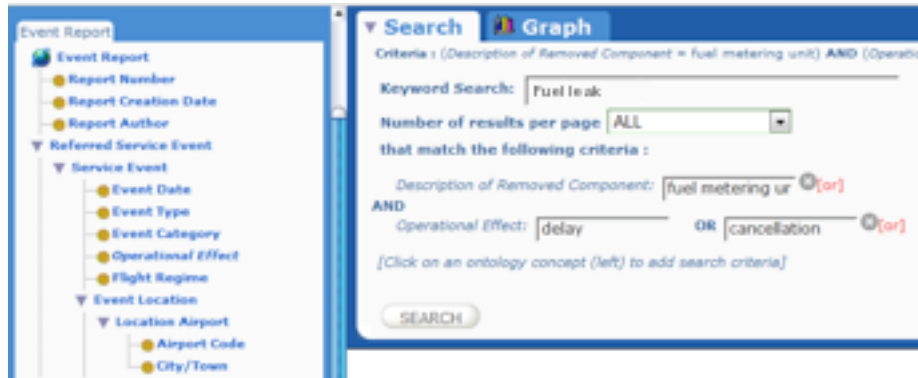 Event Report
Event Report
Report Number
Report Creation Date
Report Author
Referred Service Event
Service Event
Event Date
Event Type
Event Category
Operational Effect
Flight Regime
Event Location
Location Airport
Airport Code
City/Town
Search Graph
Criteria : (Description of Removed Component = fuel metering unit) AND (Operatio
Keyword Search: Fuel leak
Number of results per page ALL
that match the following criteria :
Description of Removed Component: fuel metering ur [or]
AND
Operational Effect: delay OR cancellation [or]
[Click on an ontology concept (left) to add search criteria]
SEARCH